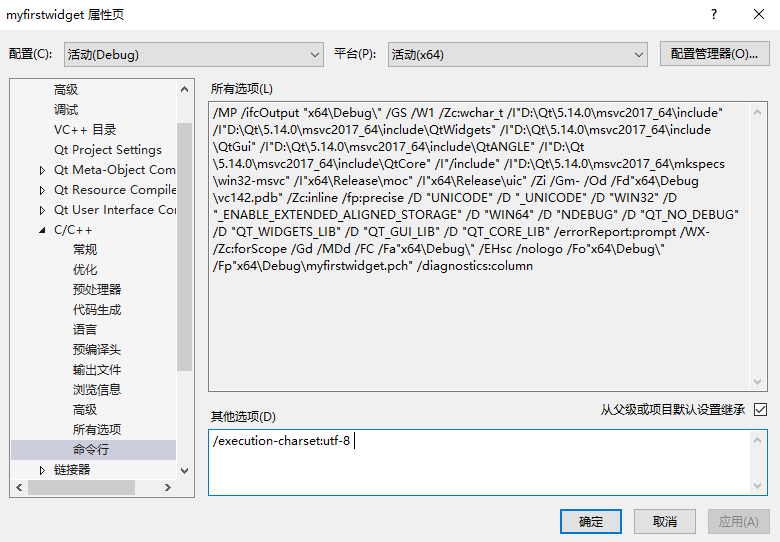 myfirstwidget 属性页
?
配置(C):
活动(Debug)
平台(P):
活动(x64)
配置管理器(O)...
高级
调试
VC++ 目录
Qt Project Settings
Qt Meta-Object Com
Qt Resource Compile
Qt User Interface Cor
C/C++
常规
优化
预处理器
代码生成
语言
预编译头
输出文件
浏览信息
高级
所有选项
命令行
链接器
所有选项(L)
/MP /ifcOutput "x64\Debug\" /GS /W1 /Zc:wchar_t /I"D:\Qt\5.14.0\msvc2017_64\include"
/I"D:\Qt\5.14.0\msvc2017_64\include\QtWidgets" /I"D:\Qt\5.14.0\msvc2017_64\include
\QtGui" /I"D:\Qt\5.14.0\msvc2017_64\include\QtANGLE" /I"D:\Qt
\5.14.0\msvc2017_64\include\QtCore" /I"/include" /I"D:\Qt\5.14.0\msvc2017_64\mkspecs
\win32-msvc" /I"x64\Release\moc" /I"x64\Release\uic" /Zi /Gm- /Od /Fd"x64\Debug
\vc142.pdb" /Zc:inline /fp:precise /D "UNICODE" /D "_UNICODE" /D "WIN32" /D
"_ENABLE_EXTENDED_ALIGNED_STORAGE" /D "WIN64" /D "NDEBUG" /D "QT_NO_DEBUG"
/D "QT_WIDGETS_LIB" /D "QT_GUI_LIB" /D "QT_CORE_LIB" /errorReport:prompt /WX-
/Zc:forScope /Gd /MDd /FC /Fa"x64\Debug\" /EHsc /nologo /Fo"x64\Debug\"
/Fp"x64\Debug\myfirstwidget.pch" /diagnostics:column
其他选项(D)
从父级或项目默认设置继承
/execution-charset:utf-8
确定
取消
应用(A)